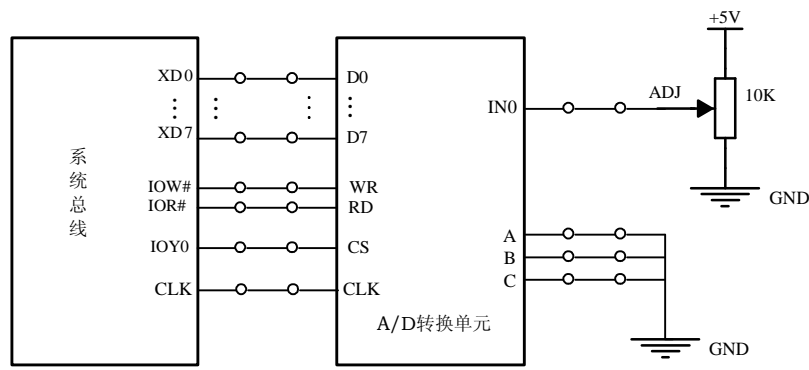 +5V
XD0
D0
ADJ
10K
IN0
XD7
D7
系统总线
IOW#
WR
IOR#
RD
GND
A
IOY0
CS
B
C
CLK
CLK
A/D转换单元
GND